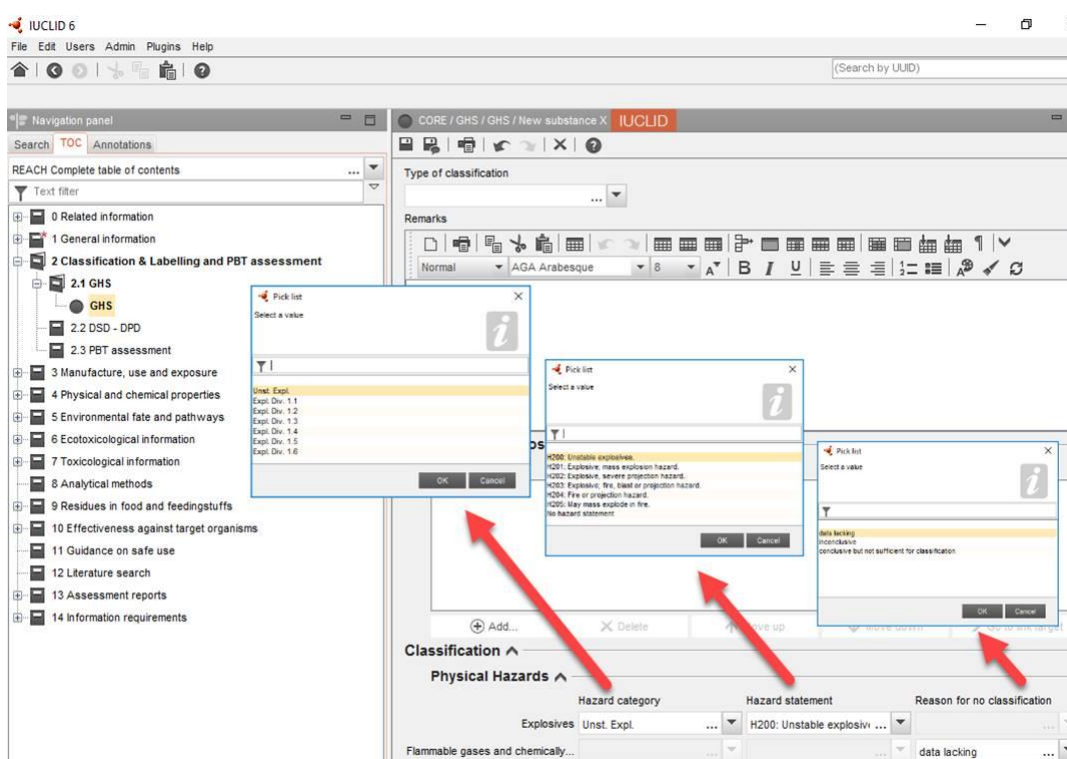 IUCLID 6
File Edit Users Admin Plugins Help
(Search by UUID)
Navigation panel
Search TOC Annotations
REACH Complete table of contents ...
Text filter
0 Related information
1 General information
2 Classification & Labelling and PBT assessment
2.1 GHS
GHS
2.2 DSD - DPD
2.3 PBT assessment
3 Manufacture, use and exposure
4 Physical and chemical properties
5 Environmental fate and pathways
6 Ecotoxicological information
7 Toxicological information
8 Analytical methods
9 Residues in food and feedingstuffs
10 Effectiveness against target organisms
11 Guidance on safe use
12 Literature search
13 Assessment reports
14 Information requirements
CORE / GHS / GHS / New substance X IUCLID
Type of classification
...
Remarks
Normal AGA Arabesque 8 A B I U
Pick list
Select a value
Unst. Expl.
Expl. Div. 1.1
Expl. Div. 1.2
Expl. Div. 1.3
Expl. Div. 1.4
Expl. Div. 1.5
Expl. Div. 1.6
OK Cancel
Pick list
Select a value
H200: Unstable explosives.
H201: Explosive; mass explosion hazard.
H202: Explosive, severe projection hazard.
H203: Explosive; fire, blast or projection hazard.
H204: Fire or projection hazard.
H205: May mass explode in fire.
No hazard statement
OK Cancel
Pick list
Select a value
data lacking
inconclusive
conclusive but not sufficient for classification
OK Cancel
Add... Delete Move up Move down Go to link target
Classification
Physical Hazards
Hazard category Hazard statement Reason for no classification
Explosives Unst. Expl. ... H200: Unstable explosiv ... ...
Flammable gases and chemically... ... ... data lacking ...